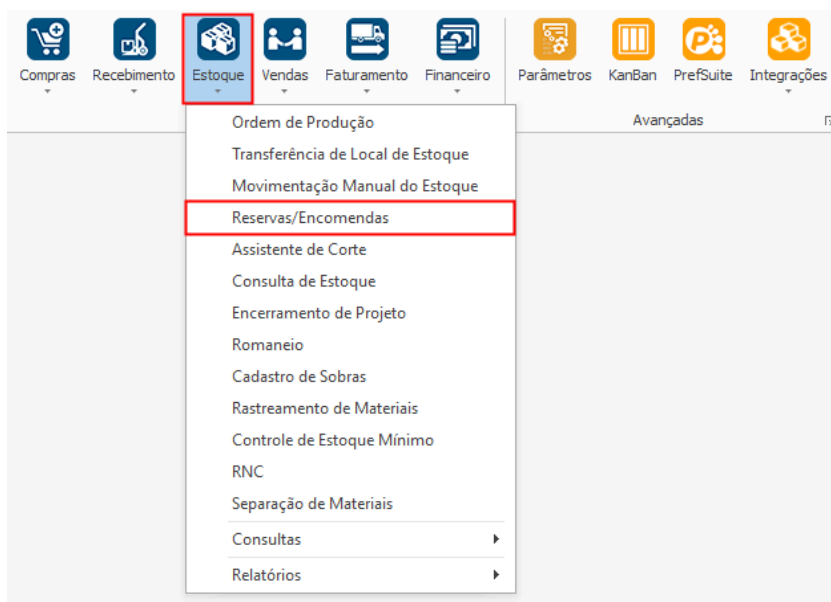 Compras Recebimento Estoque Vendas Faturamento Financeiro Parâmetros KanBan PrefSuite Integrações
Avançadas
Ordem de Produção
Transferência de Local de Estoque
Movimentação Manual do Estoque
Reservas/Encomendas
Assistente de Corte
Consulta de Estoque
Encerramento de Projeto
Romaneio
Cadastro de Sobras
Rastreamento de Materiais
Controle de Estoque Mínimo
RNC
Separação de Materiais
Consultas
Relatórios